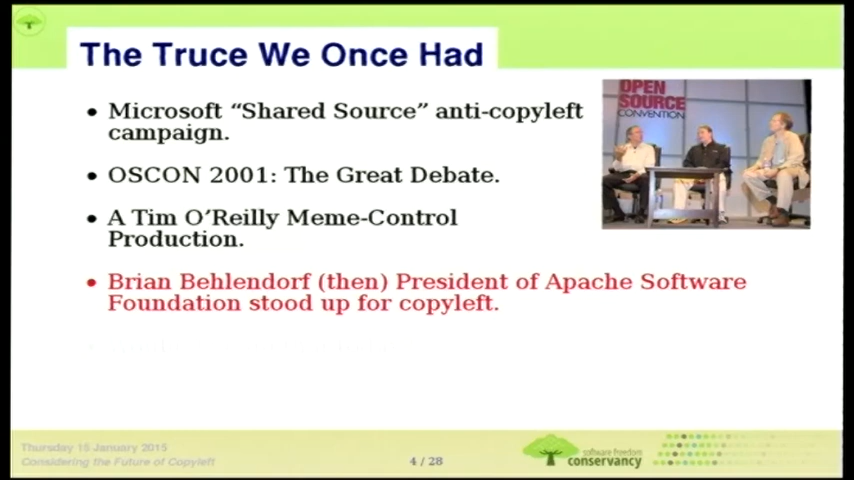 The Truce We Once Had
Microsoft “Shared Source” anti-copyleft
campaign.
OSCON 2001: The Great Debate.
A Tim O’Reilly Meme-Control
Production.
Brian Behlendorf (then) President of Apache Software
Foundation stood up for copyleft.
OPEN
SOURCE
CONVENTION
Thursday 15 January 2015
Considering the Future of Copyleft
4 / 28
software freedom
conservancy